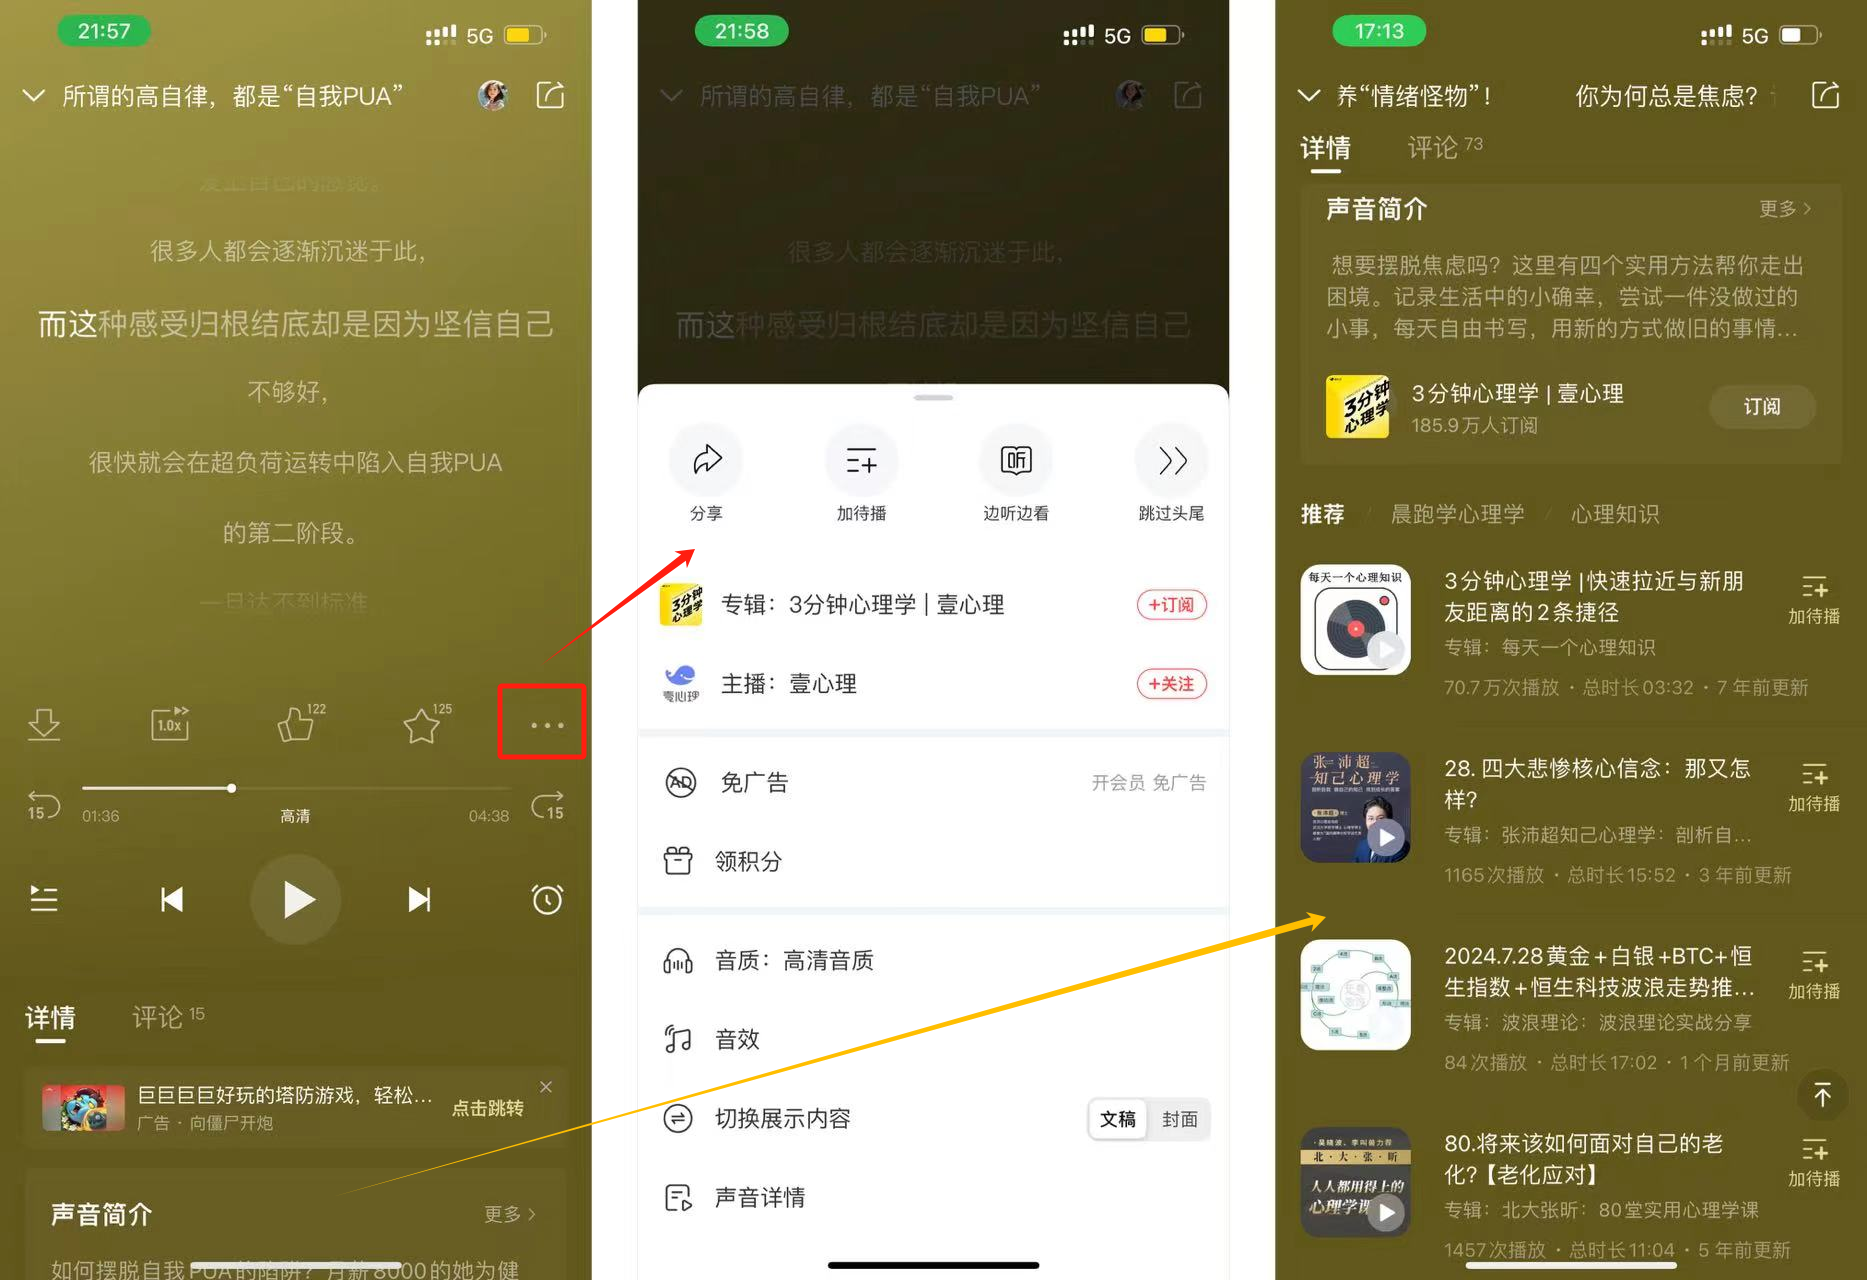 21:57
5G
所谓的高自律，都是“自我PUA”
很多人都会逐渐沉迷于此，
而这种感受归根结底却是因为坚信自己
不够好，
很快就会在超负荷运转中陷入自我PUA
的第二阶段。
一旦达不到标准
1.0x
122
125
15
01:36
高清
04:38
15
详情
评论 15
巨巨巨巨好玩的塔防游戏，轻松...
广告 · 向僵尸开炮
点击跳转
声音简介
更多
如何摆脱自我PUA的陷阱？月薪8000的她为健
21:58
5G
所谓的高自律，都是“自我PUA”
很多人都会逐渐沉迷于此，
而这种感受归根结底却是因为坚信自己
分享
加待播
听
边听边看
跳过头尾
3分钟心理学
专辑：3分钟心理学 | 壹心理
+订阅
壹心理
主播：壹心理
+关注
AD
免广告
开会员 免广告
领积分
音质：高清音质
音效
切换展示内容
文稿
封面
声音详情
17:13
5G
养“情绪怪物”！
你为何总是焦虑？
详情
评论 73
声音简介
更多
想要摆脱焦虑吗？这里有四个实用方法帮你走出
困境。记录生活中的小确幸，尝试一件没做过的
小事，每天自由书写，用新的方式做旧的事情...
3分钟心理学
3分钟心理学 | 壹心理
185.9万人订阅
订阅
推荐 / 晨跑学心理学 / 心理知识
每天一个心理知识
3分钟心理学 |快速拉近与新朋
友距离的2条捷径
专辑：每天一个心理知识
70.7万次播放 · 总时长03:32 · 7 年前更新
加待播
张沛超
知己心理学
28. 四大悲惨核心信念：那又怎
样？
专辑：张沛超知己心理学：剖析自...
1165次播放 · 总时长15:52 · 3 年前更新
加待播
2024.7.28黄金+白银+BTC+恒
生指数+恒生科技波浪走势推...
专辑：波浪理论：波浪理论实战分享
84次播放 · 总时长17:02 · 1个月前更新
加待播
北·大·张·昕
人人都用得上的
心理学课
80.将来该如何面对自己的老
化？【老化应对】
专辑：北大张昕：80堂实用心理学课
1457次播放 · 总时长11:04 · 5 年前更新
加待播